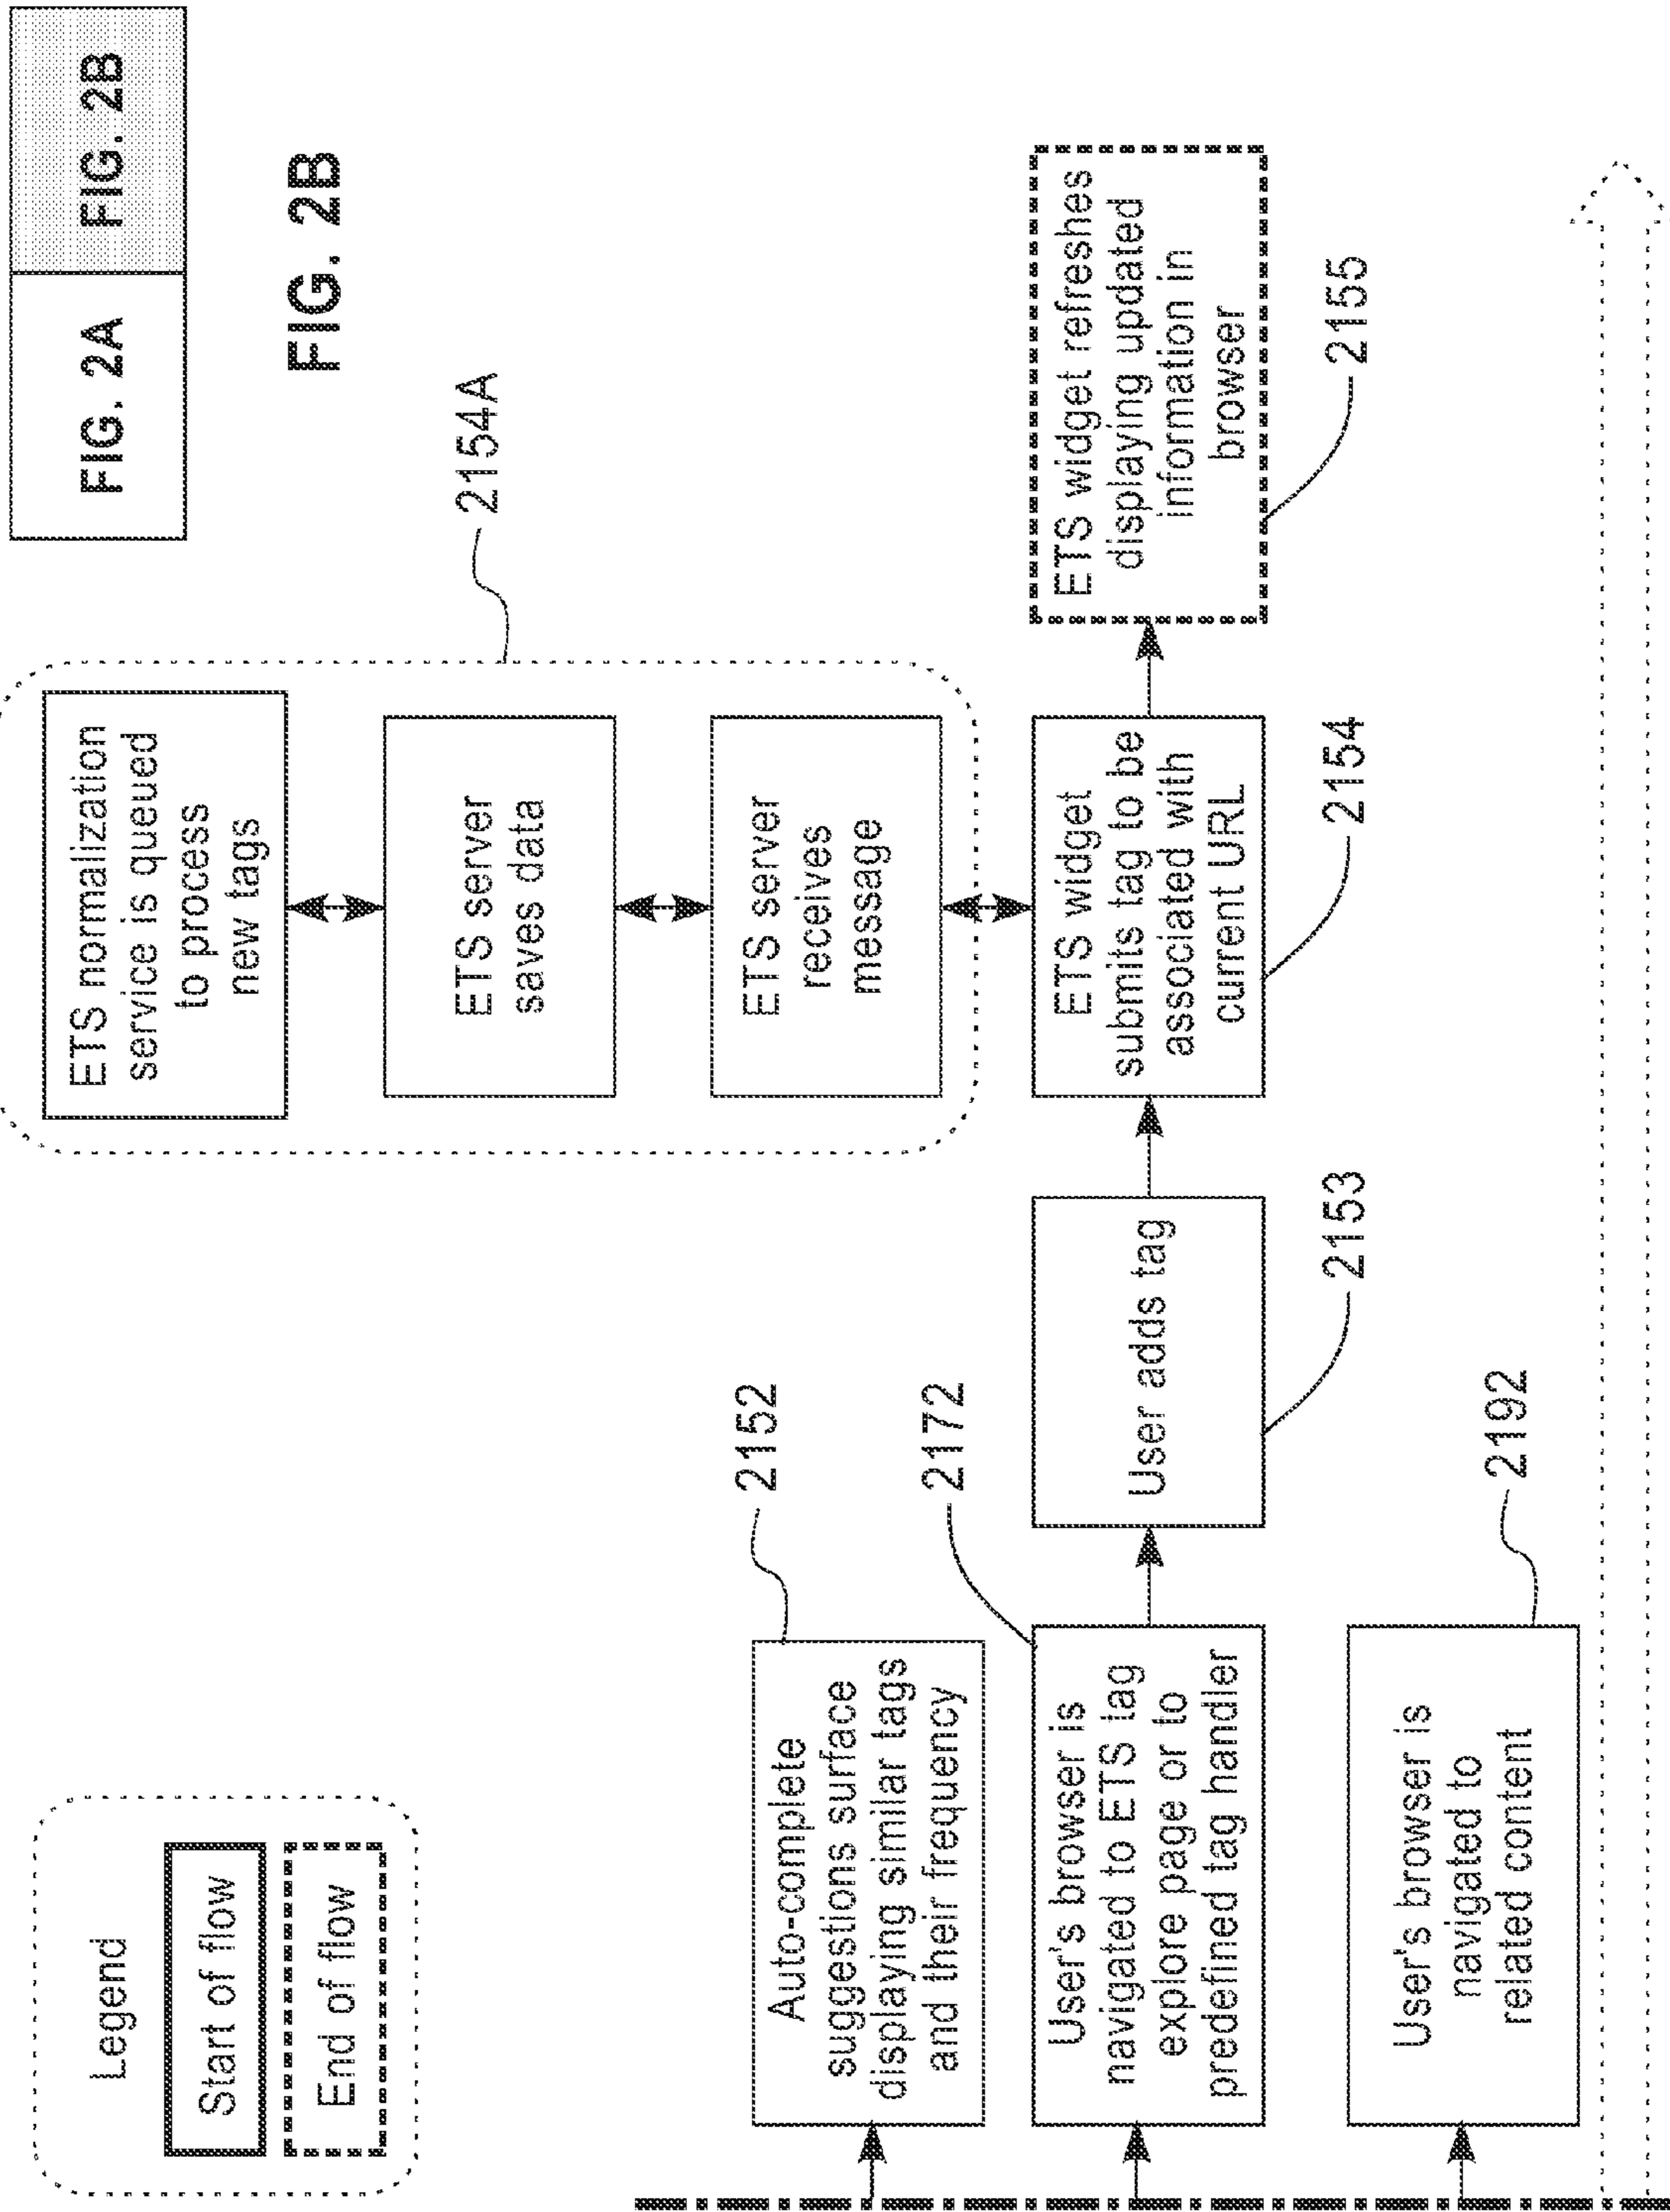 FIG. 2A
FIG. 2B
FIG. 2B
Legend
Start of flow
End of flow
2154A
ETS normalization
service is queued
to process
new tags
ETS server
saves data
ETS server
receives
message
2152
Auto-complete
suggestions surface
displaying similar tags
and their frequency
2172
User's browser is
navigated to ETS tag
explore page or to
predefined tag handler
User adds tag
2153
ETS widget
submits tag to be
associated with
current URL
2154
ETS widget refreshes
displaying updated
information in
browser
2155
User's browser is
navigated to
related content
2192